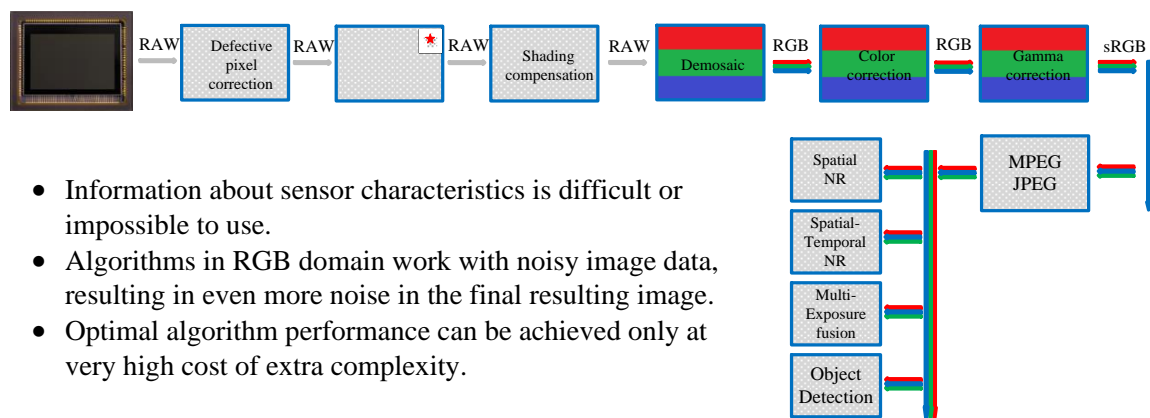 RAW
Defective
pixel
correction
RAW
RAW
Shading
compensation
RAW
Demosaic
RGB
Color
correction
RGB
Gamma
correction
sRGB
MPEG
JPEG
Spatial
NR
Spatial-
Temporal
NR
Multi-
Exposure
fusion
Object
Detection
• Information about sensor characteristics is difficult or
impossible to use.
• Algorithms in RGB domain work with noisy image data,
resulting in even more noise in the final resulting image.
• Optimal algorithm performance can be achieved only at
very high cost of extra complexity.